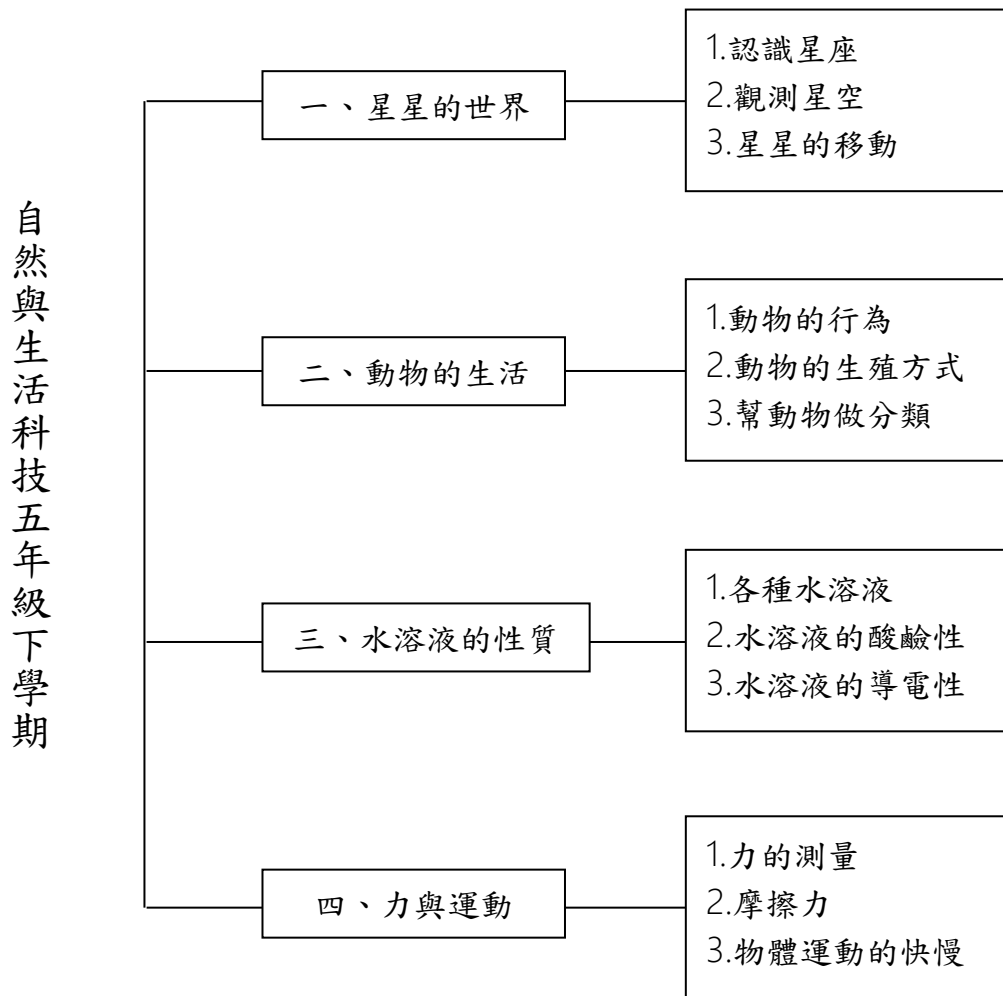 自然與生活科技五年級下學期
一、星星的世界
1.認識星座
2.觀測星空
3.星星的移動
二、動物的生活
1.動物的行為
2.動物的生殖方式
3.幫動物做分類
三、水溶液的性質
1.各種水溶液
2.水溶液的酸鹼性
3.水溶液的導電性
四、力與運動
1.力的測量
2.摩擦力
3.物體運動的快慢